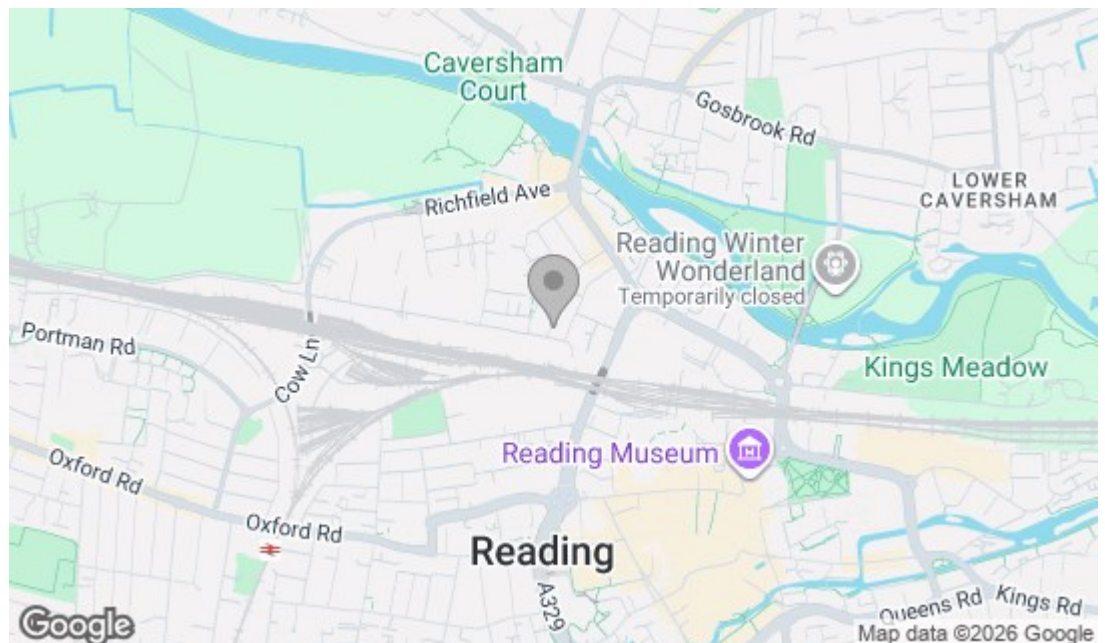 Caversham
Court
Gosbrook Rd
LOWER
CAVERSHAM
Richfield Ave
Reading Winter
Wonderland
Temporarily closed
Portman Rd
Cow Ln
Kings Meadow
Reading Museum
Oxford Rd
Oxford Rd
Reading
A329
Queens Rd
Kings Rd
Google
Map data ©2026 Google